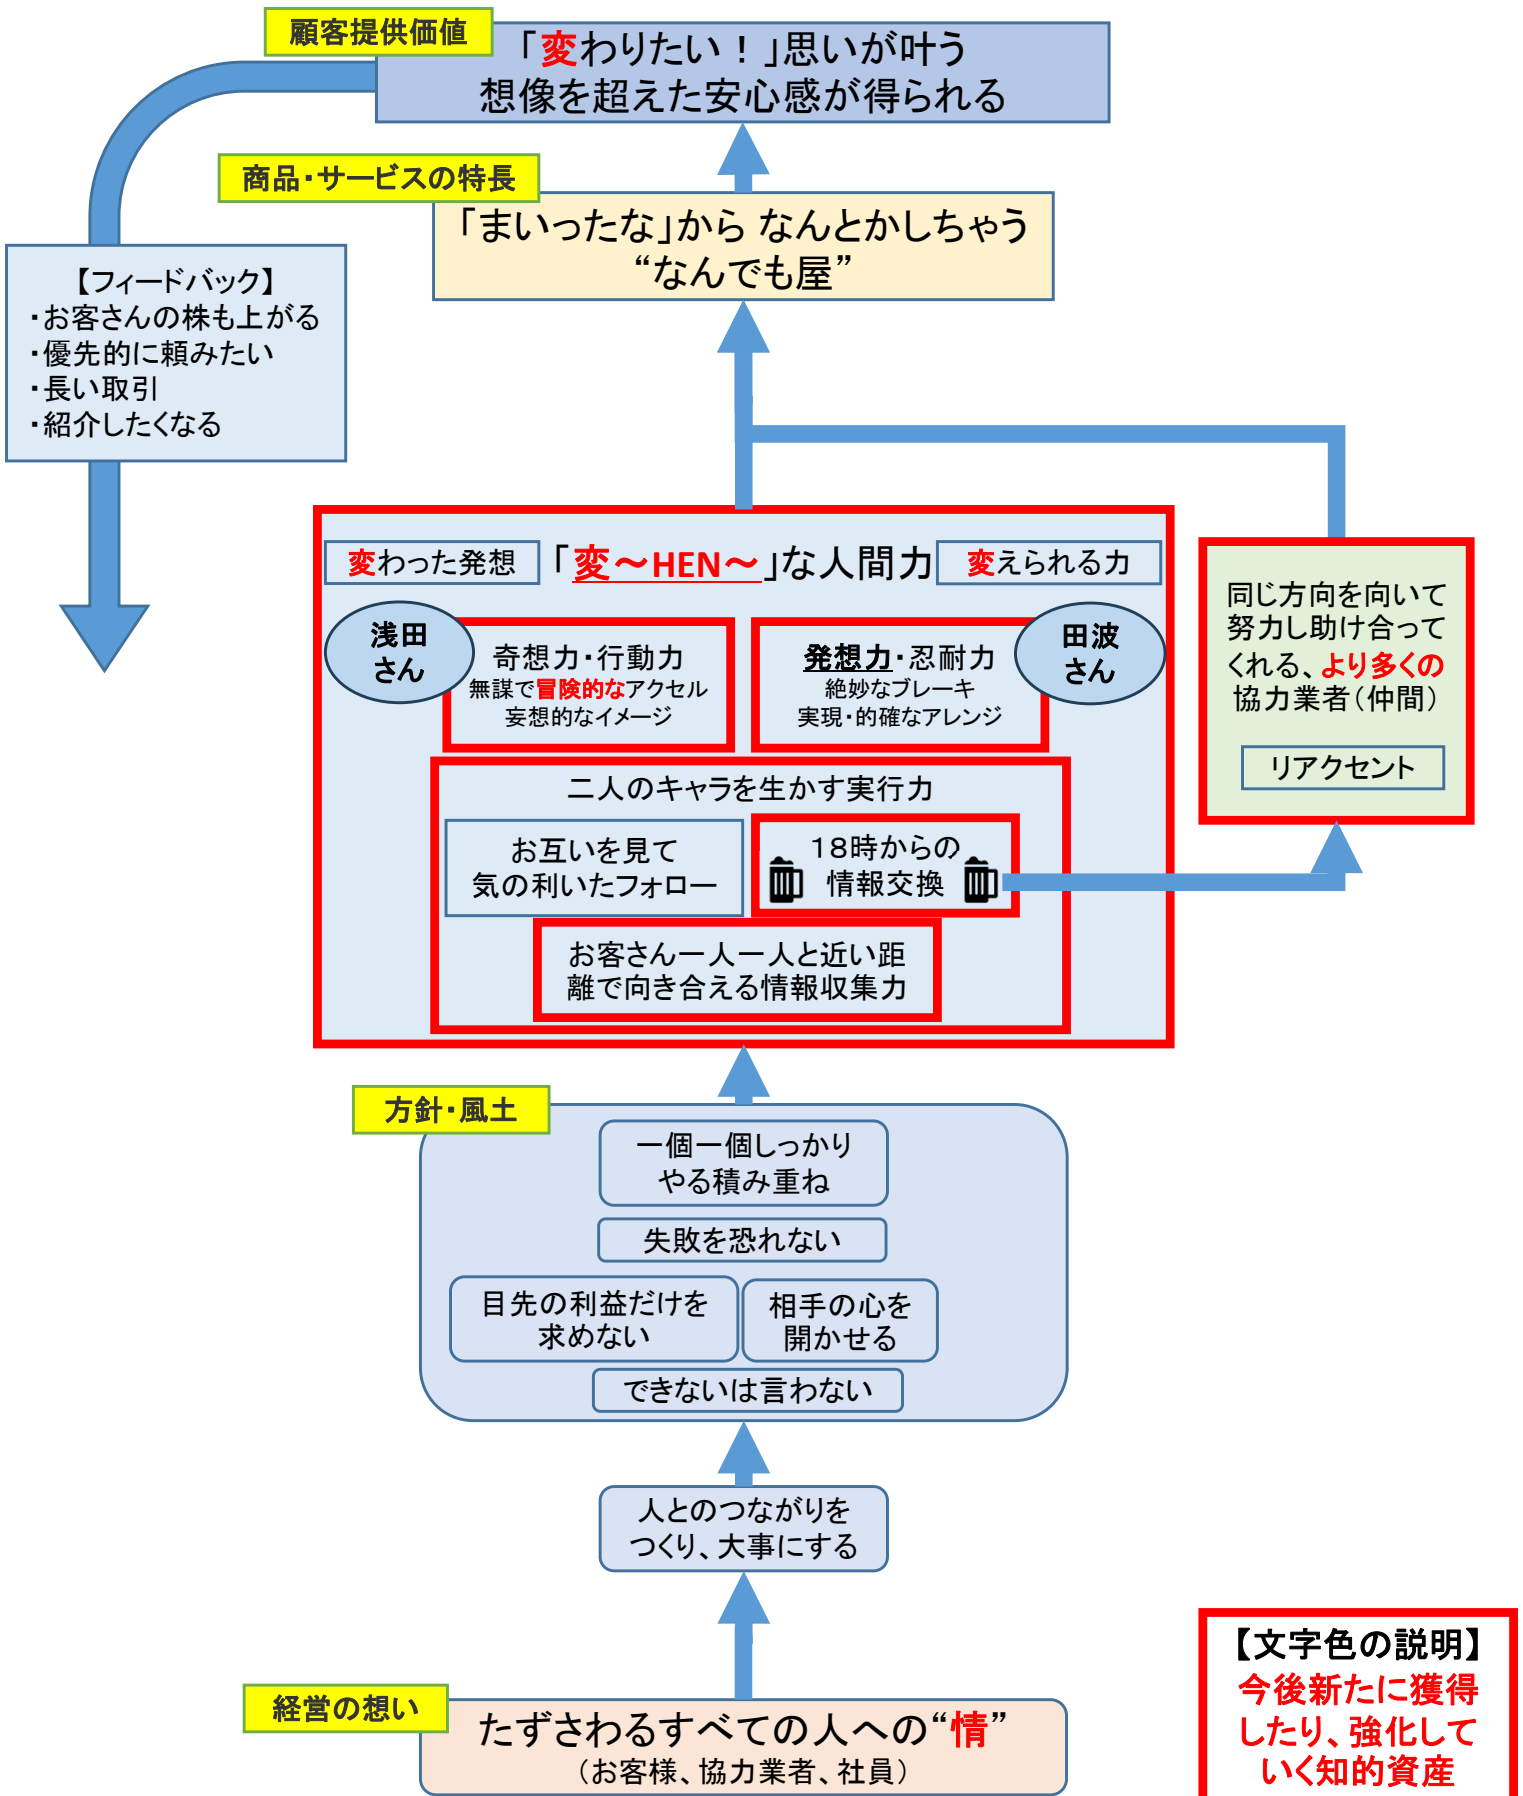 顧客提供価値
「変わりたい！」思いが叶う
想像を超えた安心感が得られる
商品・サービスの特長
「まいったな」から なんとかしちゃう
“なんでも屋”
【フィードバック】
・お客さんの株も上がる
・優先的に頼みたい
・長い取引
・紹介したくなる
変わった発想
「変～HEN～」な人間力
変えられる力
浅田
さん
奇想力・行動力
無謀で冒険的なアクセル
妄想的なイメージ
発想力・忍耐力
絶妙なブレーキ
実現・的確なアレンジ
田波
さん
同じ方向を向いて
努力し助け合って
くれる、より多くの
協力業者（仲間）
リアクセント
二人のキャラを生かす実行力
お互いを見て
気の利いたフォロー
18時からの
情報交換
お客さん一人一人と近い距
離で向き合える情報収集力
方針・風土
一個一個しっかり
やる積み重ね
失敗を恐れない
目先の利益だけを
求めない
相手の心を
開かせる
できないは言わない
人とのつながりを
つくり、大事にする
経営の想い
たずさわるすべての人への“情”
（お客様、協力業者、社員）
【文字色の説明】
今後新たに獲得
したり、強化して
いく知的資産